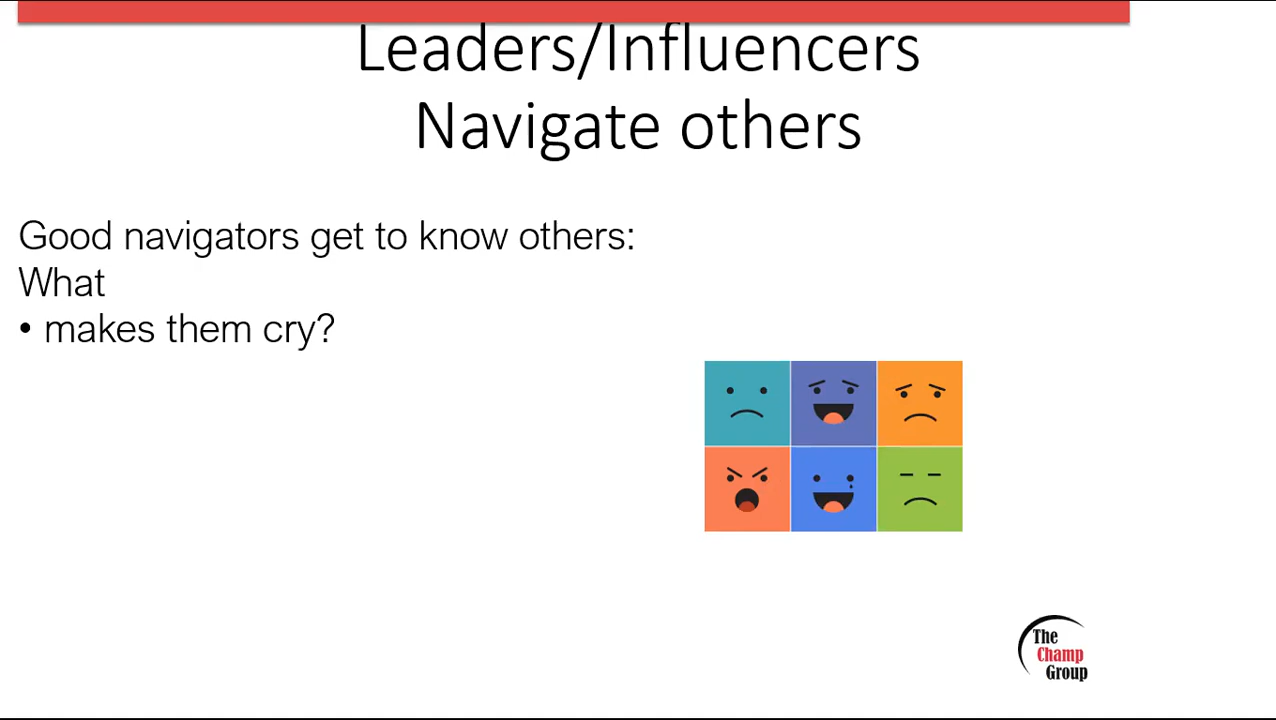 Leaders/Influencers
Navigate others
Good navigators get to know others:
What
• makes them cry?
The
Champ
Group